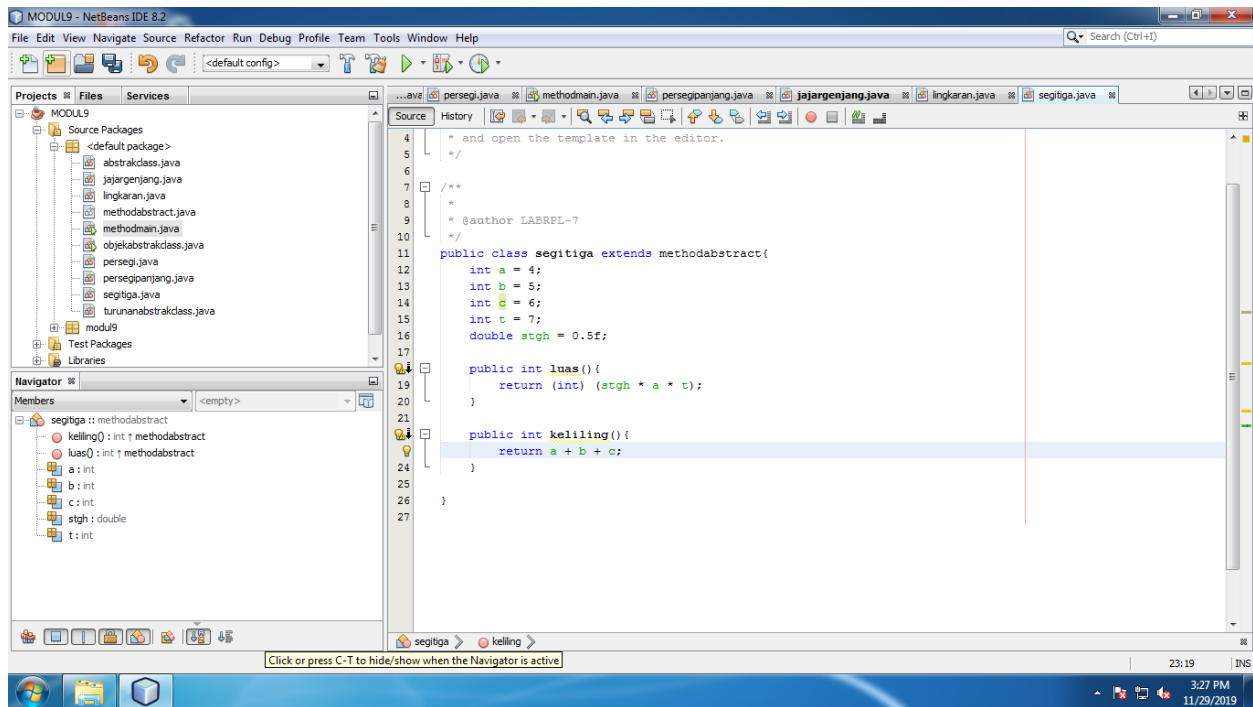 MODUL9 - NetBeans IDE 8.2
File Edit View Navigate Source Refactor Run Debug Profile Team Tools Window Help
Search (Ctrl+I)
<default config>
Projects Files Services
MODUL9
Source Packages
<default package>
abstrakclass.java
jajargenjang.java
lingkaran.java
methodabstract.java
methodmain.java
objekabstrakclass.java
persegi.java
persegipanjang.java
segitiga.java
turunanabstrakclass.java
modul9
Test Packages
Libraries
Navigator
Members <empty>
segitiga :: methodabstract
keliling() : int ↑ methodabstract
luas() : int ↑ methodabstract
a : int
b : int
c : int
stgh : double
t : int
...ava persegi.java methodmain.java persegipanjang.java jajargenjang.java lingkaran.java segitiga.java
Source History
4 * and open the template in the editor.
5 */
6
7 /**
8 *
9 * @author LABRPL-7
10 */
11 public class segitiga extends methodabstract{
12 int a = 4;
13 int b = 5;
14 int c = 6;
15 int t = 7;
16 double stgh = 0.5f;
17
public int luas(){
19 return (int) (stgh * a * t);
20 }
21
public int keliling(){
return a + b + c;
24 }
25
26 }
27
segitiga keliling
Click or press C-T to hide/show when the Navigator is active
23:19 INS
3:27 PM
11/29/2019